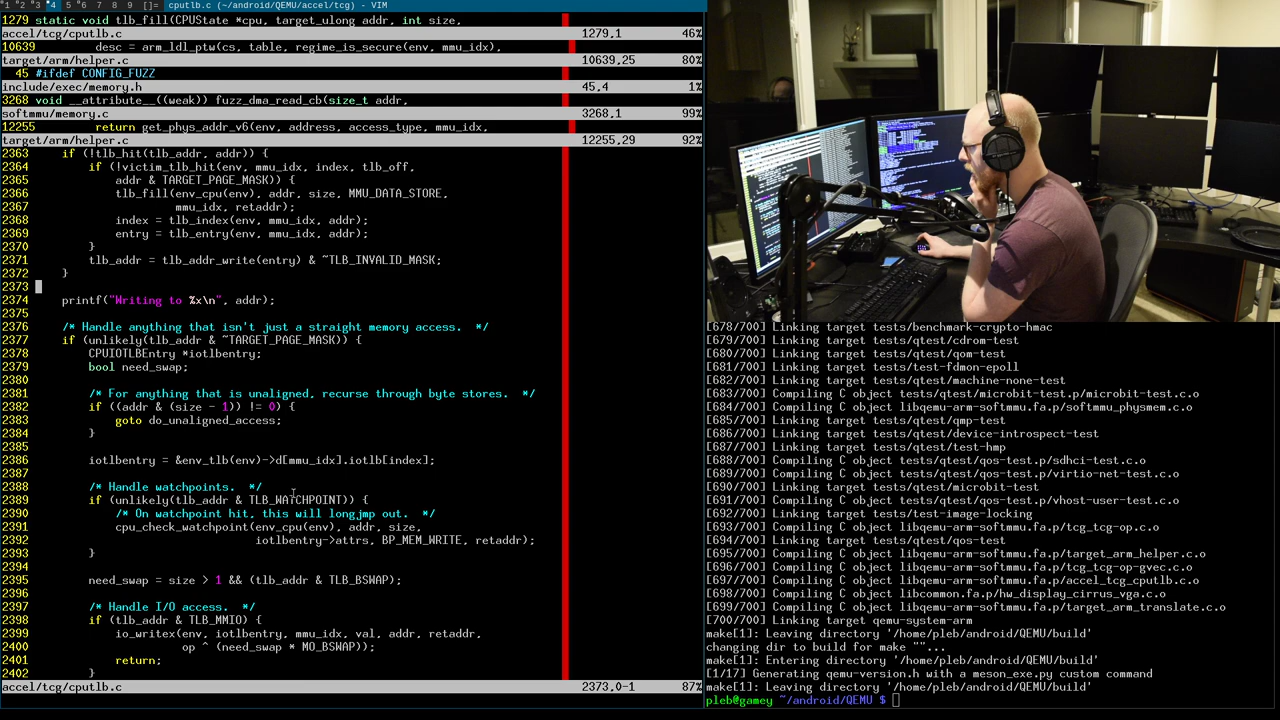 1 2 3 4 5 6 7 8 9 []= cputlb.c (~/android/QEMU/accel/tcg) - VIM
1279 static void tlb_fill(CPUState *cpu, target_ulong addr, int size,
accel/tcg/cputlb.c 1279,1 46%
10639 desc = arm_ldl_ptw(cs, table, regime_is_secure(env, mmu_idx),
target/arm/helper.c 10639,25 80%
45 #ifdef CONFIG_FUZZ
include/exec/memory.h 45,4 1%
3268 void __attribute__((weak)) fuzz_dma_read_cb(size_t addr,
softmmu/memory.c 3268,1 99%
12255 return get_phys_addr_v6(env, address, access_type, mmu_idx,
target/arm/helper.c 12255,29 92%
2363 if (!tlb_hit(tlb_addr, addr)) {
2364 if (!victim_tlb_hit(env, mmu_idx, index, tlb_off,
2365 addr & TARGET_PAGE_MASK)) {
2366 tlb_fill(env_cpu(env), addr, size, MMU_DATA_STORE,
2367 mmu_idx, retaddr);
2368 index = tlb_index(env, mmu_idx, addr);
2369 entry = tlb_entry(env, mmu_idx, addr);
2370 }
2371 tlb_addr = tlb_addr_write(entry) & ~TLB_INVALID_MASK;
2372 }
2373
2374 printf("Writing to %x\n", addr);
2375
2376 /* Handle anything that isn't just a straight memory access. */
2377 if (unlikely(tlb_addr & ~TARGET_PAGE_MASK)) {
2378 CPUIOTLBEntry *iotlbentry;
2379 bool need_swap;
2380
2381 /* For anything that is unaligned, recurse through byte stores. */
2382 if ((addr & (size - 1)) != 0) {
2383 goto do_unaligned_access;
2384 }
2385
2386 iotlbentry = &env_tlb(env)->d[mmu_idx].iotlb[index];
2387
2388 /* Handle watchpoints. */
2389 if (unlikely(tlb_addr & TLB_WATCHPOINT)) {
2390 /* On watchpoint hit, this will longjmp out. */
2391 cpu_check_watchpoint(env_cpu(env), addr, size,
2392 iotlbentry->attrs, BP_MEM_WRITE, retaddr);
2393 }
2394
2395 need_swap = size > 1 && (tlb_addr & TLB_BSWAP);
2396
2397 /* Handle I/O access. */
2398 if (tlb_addr & TLB_MMIO) {
2399 io_writex(env, iotlbentry, mmu_idx, val, addr, retaddr,
2400 op ^ (need_swap * MO_BSWAP));
2401 return;
2402 }
accel/tcg/cputlb.c 2373,0-1 87%
[678/700] Linking target tests/benchmark-crypto-hmac
[679/700] Linking target tests/qtest/cdrom-test
[680/700] Linking target tests/qtest/qom-test
[681/700] Linking target tests/test-fdmon-epoll
[682/700] Linking target tests/qtest/machine-none-test
[683/700] Compiling C object tests/qtest/microbit-test.p/microbit-test.c.o
[684/700] Compiling C object libqemu-arm-softmmu.fa.p/softmmu_physmem.c.o
[685/700] Linking target tests/qtest/qmp-test
[686/700] Linking target tests/qtest/device-introspect-test
[687/700] Linking target tests/qtest/test-hmp
[688/700] Compiling C object tests/qtest/qos-test.p/sdhci-test.c.o
[689/700] Compiling C object tests/qtest/qos-test.p/virtio-net-test.c.o
[690/700] Linking target tests/qtest/microbit-test
[691/700] Compiling C object tests/qtest/qos-test.p/vhost-user-test.c.o
[692/700] Linking target tests/test-image-locking
[693/700] Compiling C object libqemu-arm-softmmu.fa.p/tcg_tcg-op.c.o
[694/700] Linking target tests/qtest/qos-test
[695/700] Compiling C object libqemu-arm-softmmu.fa.p/target_arm_helper.c.o
[696/700] Compiling C object libqemu-arm-softmmu.fa.p/tcg_tcg-op-gvec.c.o
[697/700] Compiling C object libqemu-arm-softmmu.fa.p/accel_tcg_cputlb.c.o
[698/700] Compiling C object libcommon.fa.p/hw_display_cirrus_vga.c.o
[699/700] Compiling C object libqemu-arm-softmmu.fa.p/target_arm_translate.c.o
[700/700] Linking target qemu-system-arm
make[1]: Leaving directory '/home/pleb/android/QEMU/build'
changing dir to build for make ""...
make[1]: Entering directory '/home/pleb/android/QEMU/build'
[1/17] Generating qemu-version.h with a meson_exe.py custom command
make[1]: Leaving directory '/home/pleb/android/QEMU/build'
pleb@gamey ~/android/QEMU $